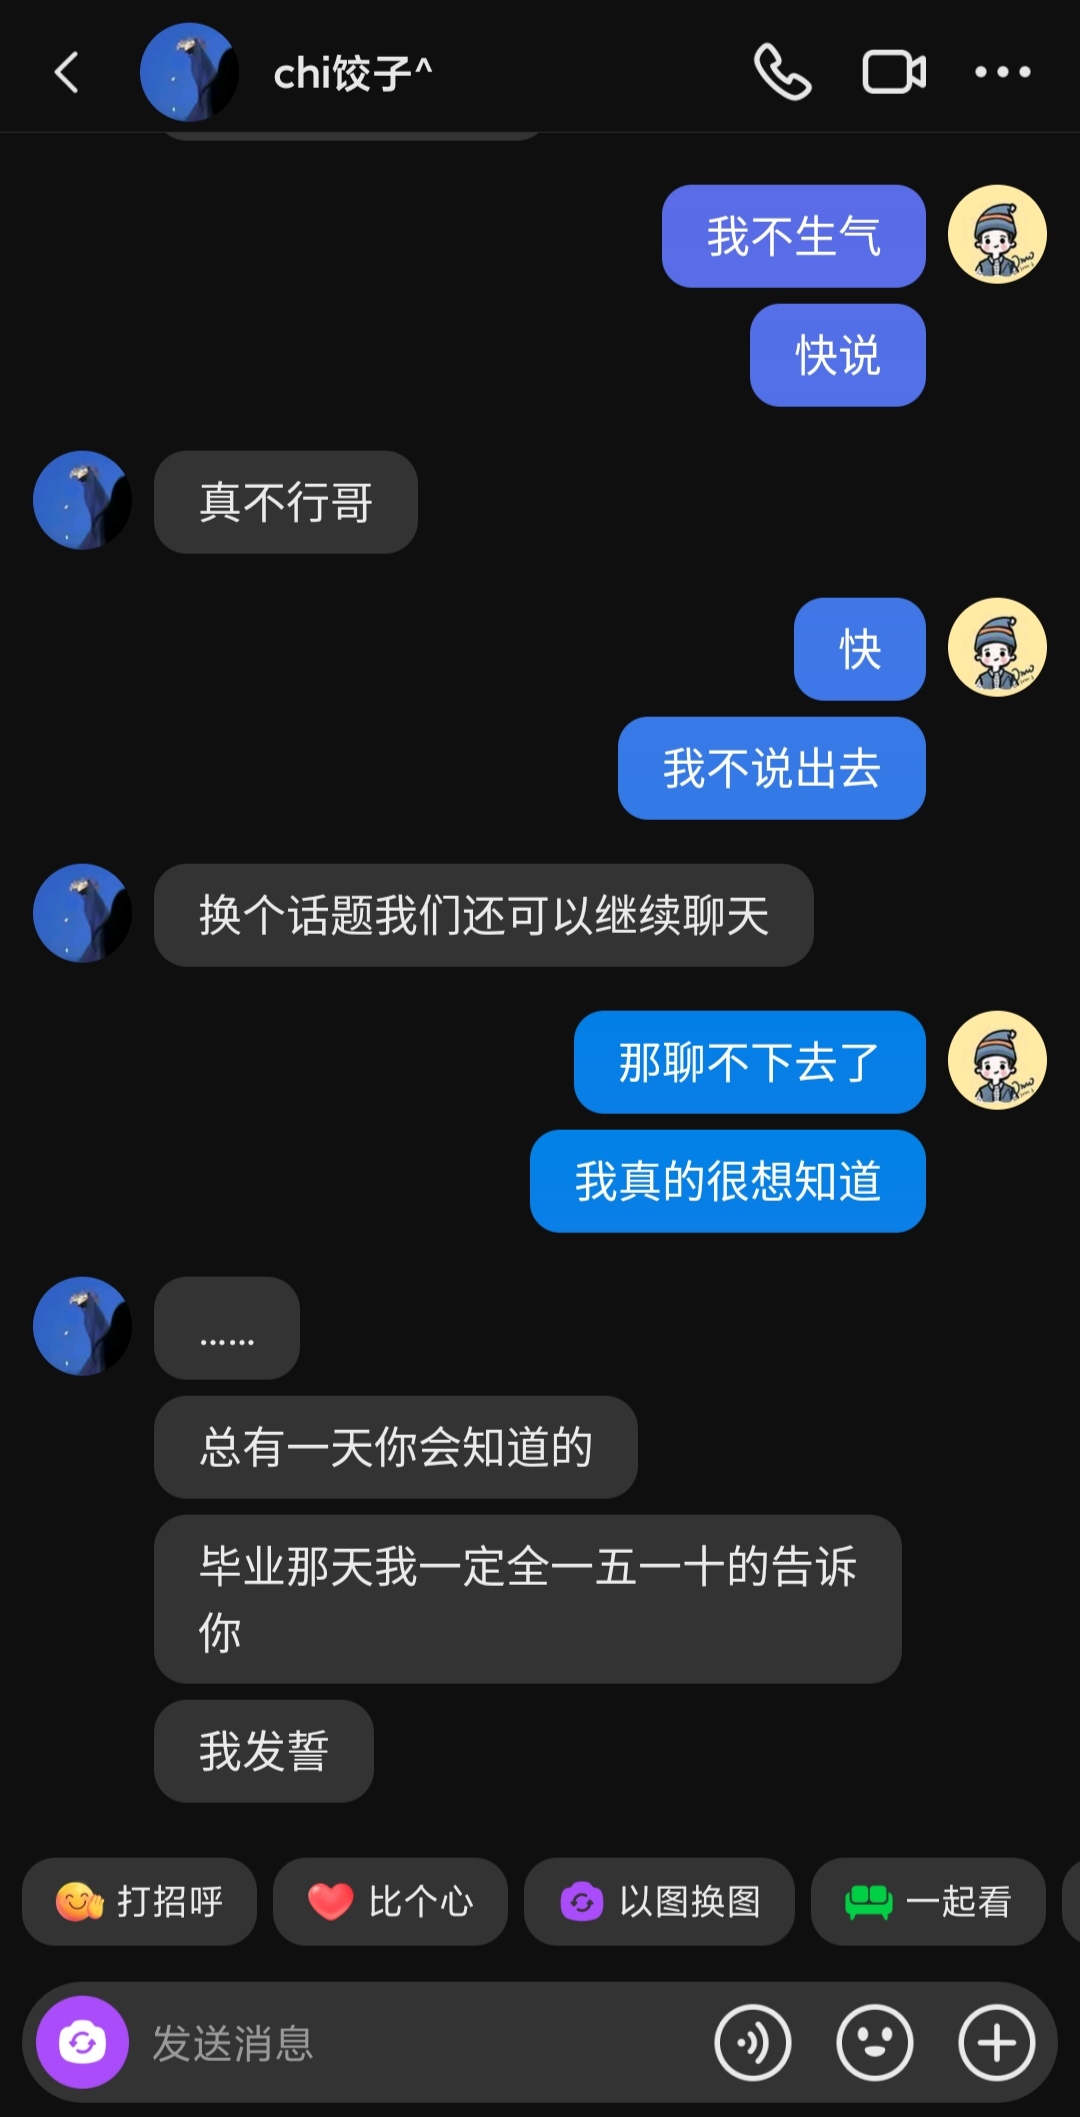 chi饺子^
我不生气
快说
真不行哥
快
我不说出去
换个话题我们还可以继续聊天
那聊不下去了
我真的很想知道
......
总有一天你会知道的
毕业那天我一定全一五一十的告诉
你
我发誓
打招呼 比个心 以图换图 一起看
发送消息